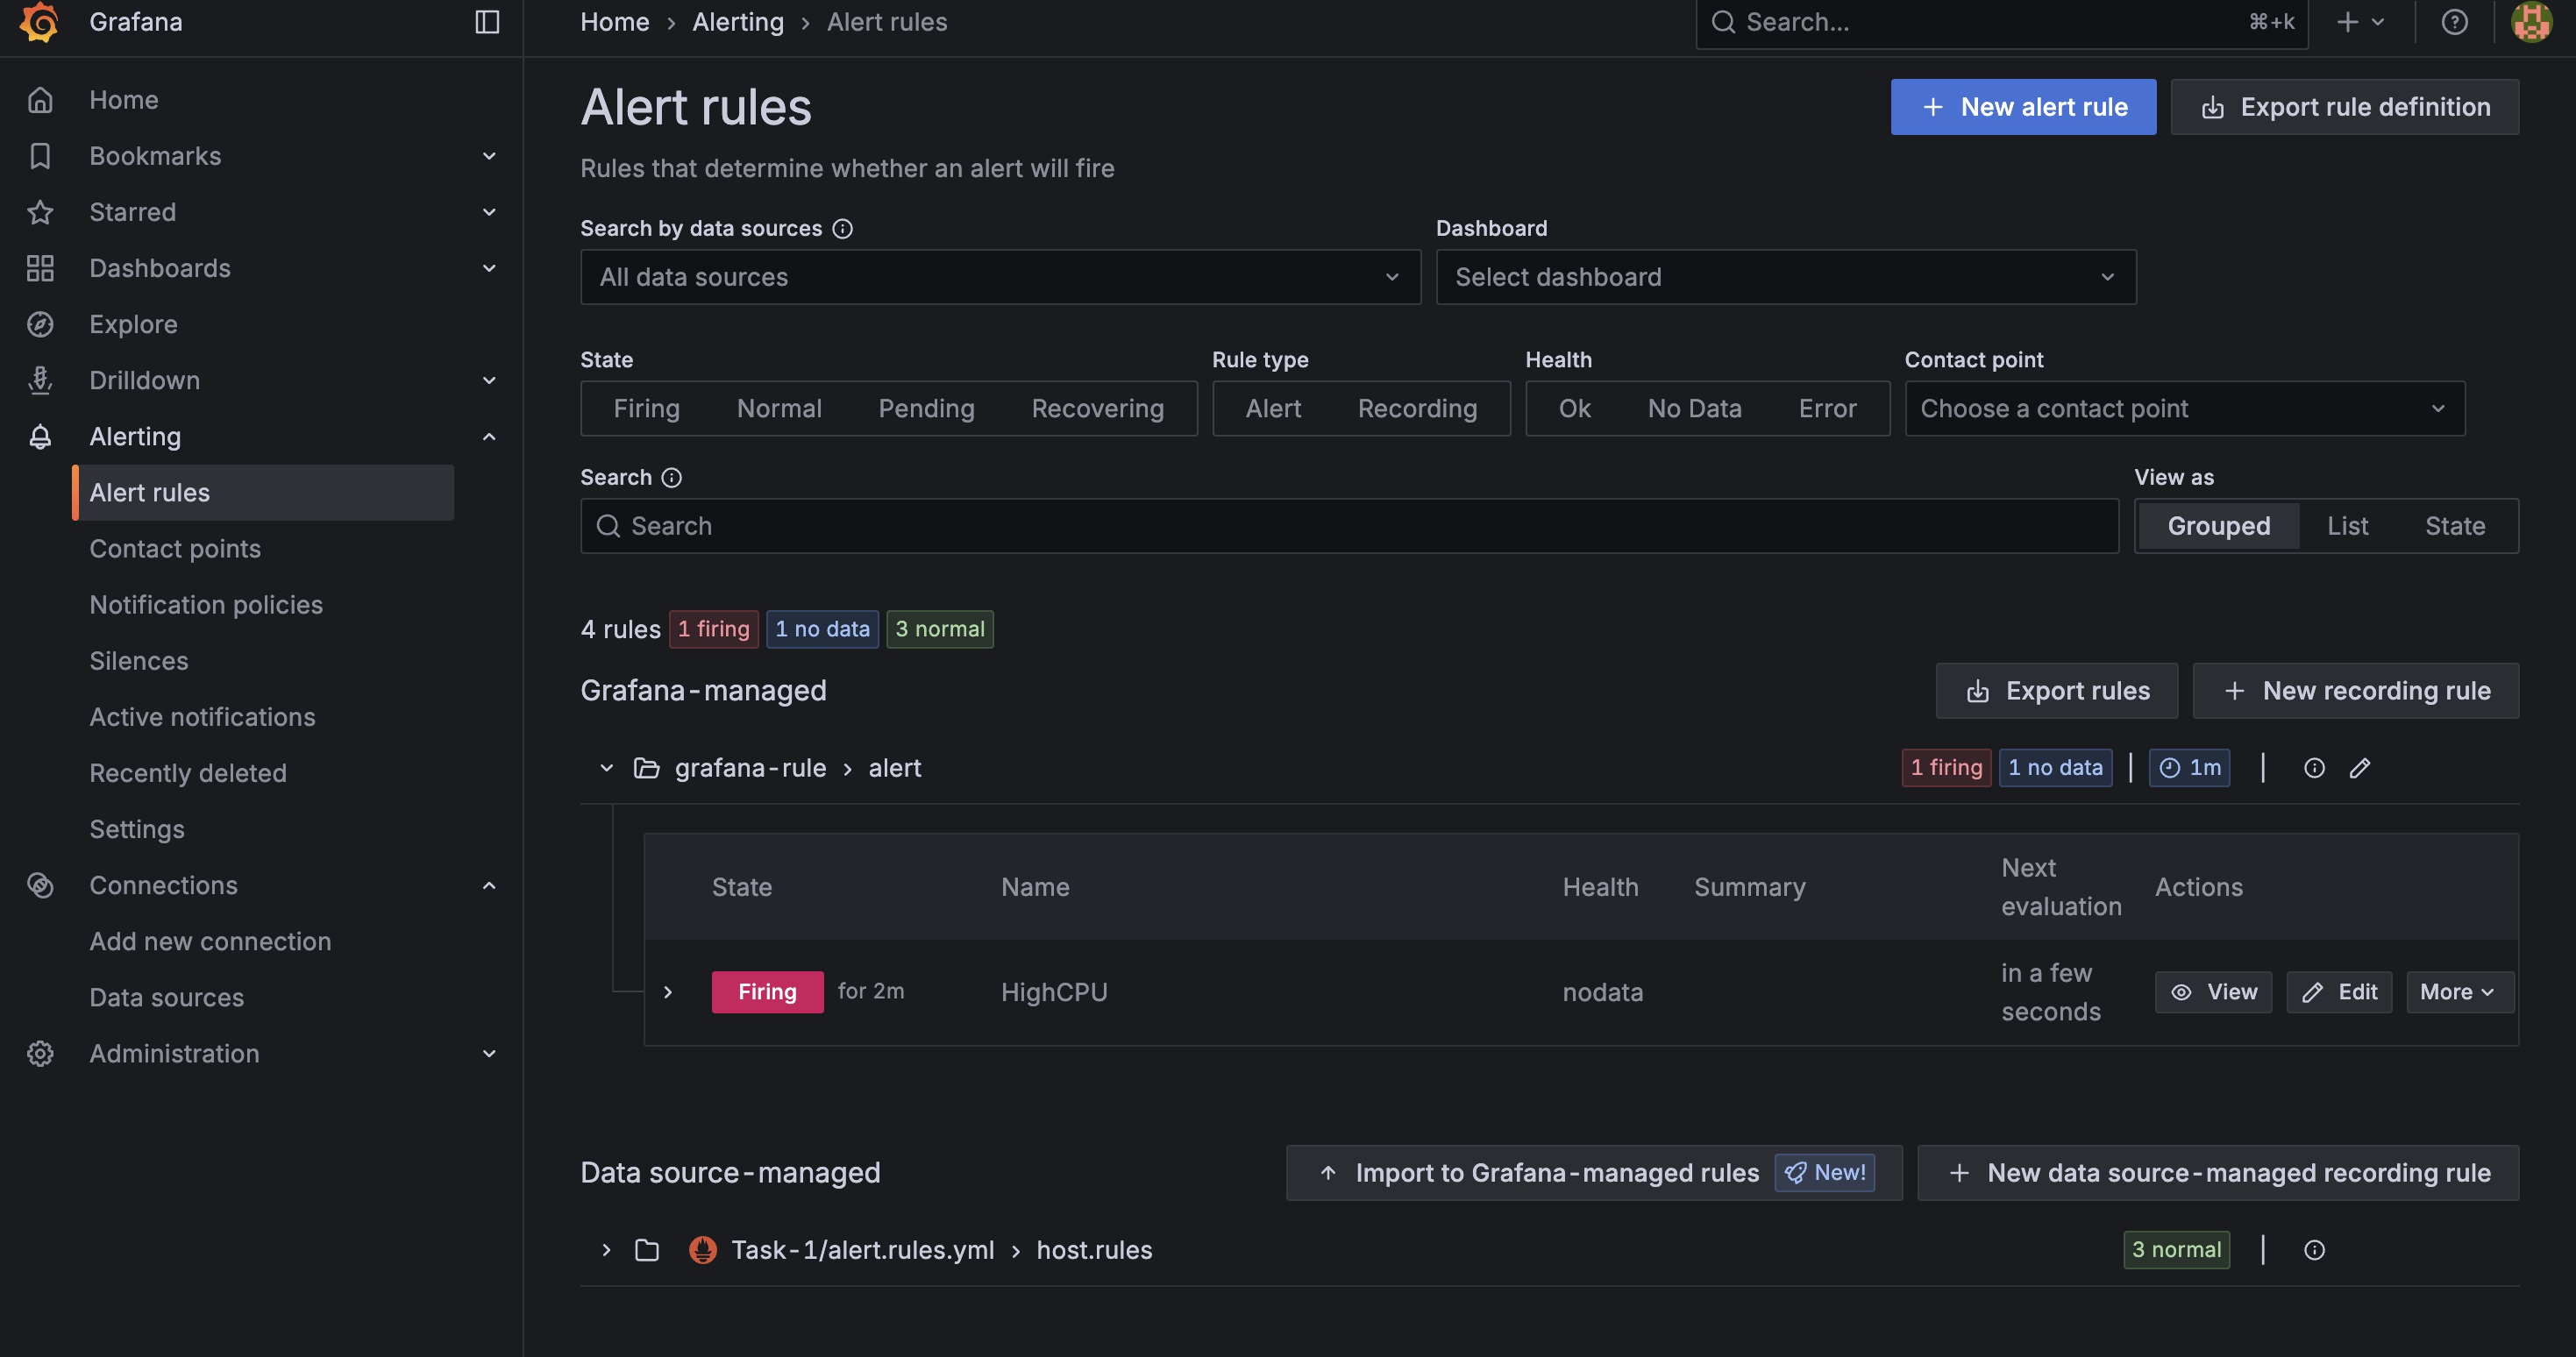 Grafana
Home › Alerting › Alert rules
Search...
⌘+k
Home
Bookmarks
Starred
Dashboards
Explore
Drilldown
Alerting
Alert rules
Contact points
Notification policies
Silences
Active notifications
Recently deleted
Settings
Connections
Add new connection
Data sources
Administration
Alert rules
+ New alert rule
Export rule definition
Rules that determine whether an alert will fire
Search by data sources
Dashboard
All data sources
Select dashboard
State
Rule type
Health
Contact point
Firing Normal Pending Recovering
Alert Recording
Ok No Data Error
Choose a contact point
Search
View as
Search
Grouped List State
4 rules 1 firing 1 no data 3 normal
Grafana-managed
Export rules
+ New recording rule
grafana-rule › alert
1 firing 1 no data | 1m |
State Name Health Summary Next evaluation Actions
Firing for 2m HighCPU nodata in a few seconds View Edit More
Data source-managed
Import to Grafana-managed rules New!
+ New data source-managed recording rule
Task-1/alert.rules.yml › host.rules
3 normal |